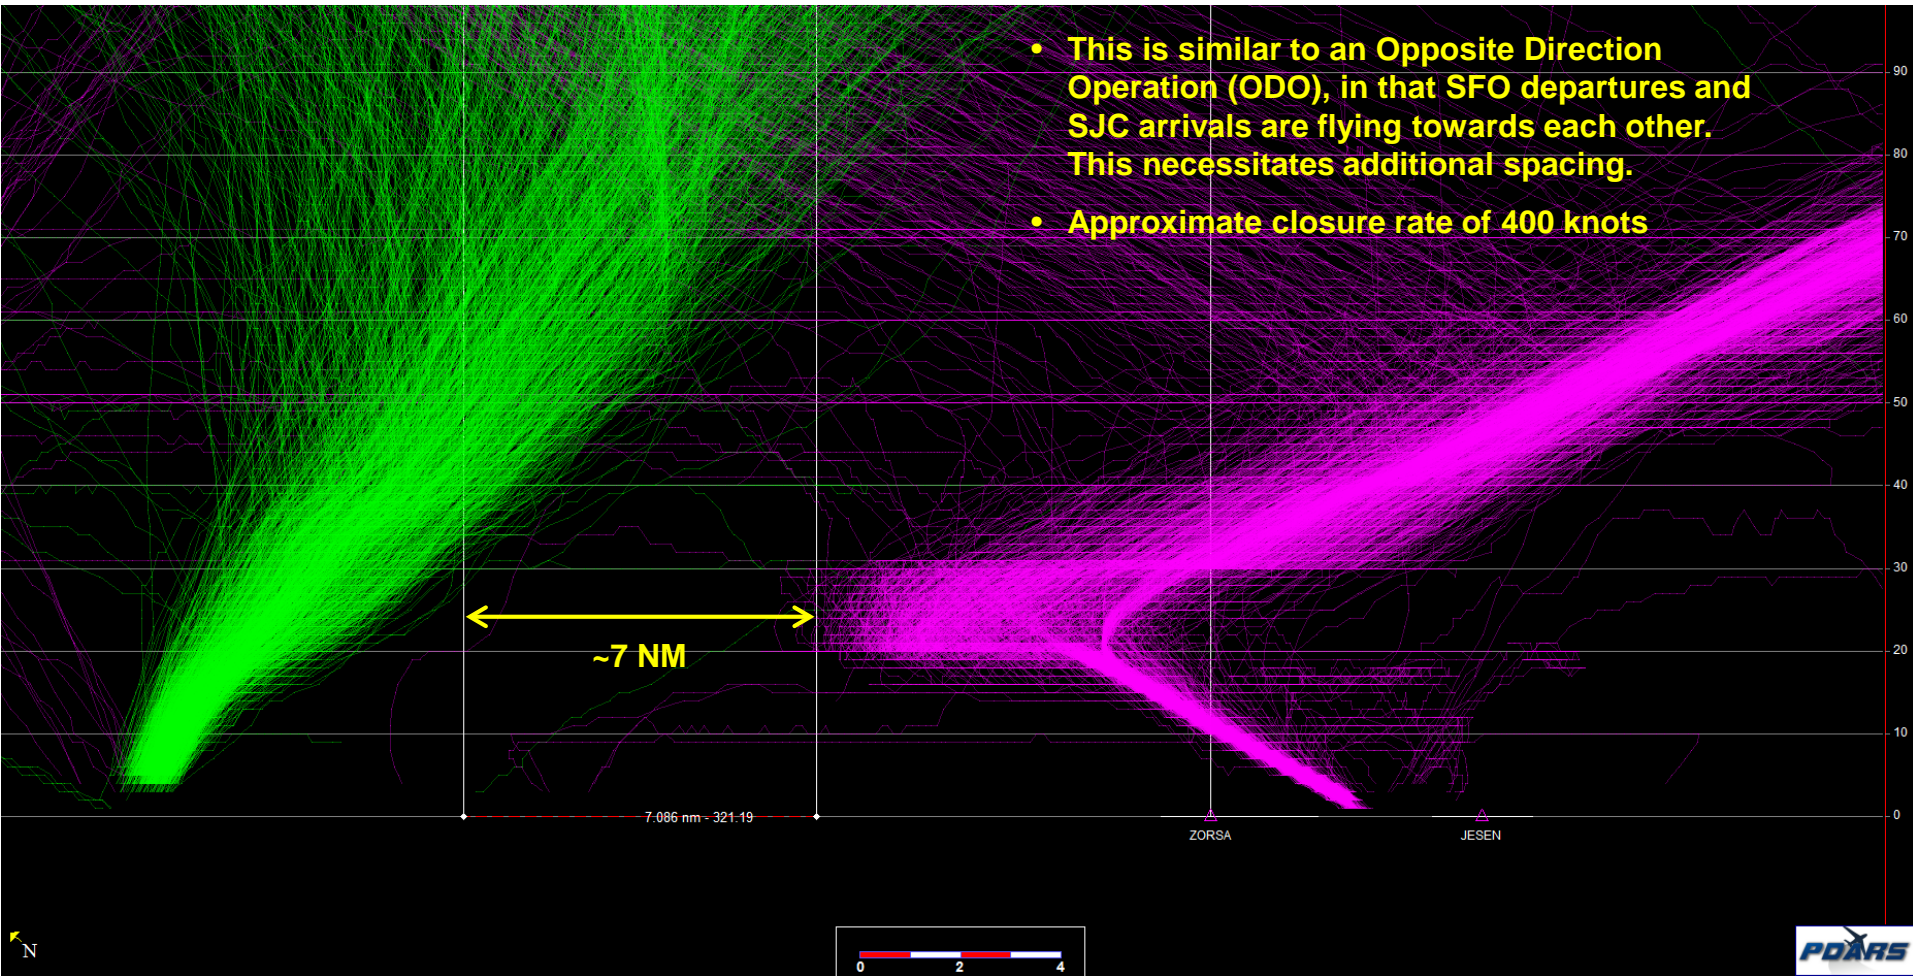 • This is similar to an Opposite Direction
Operation (ODO), in that SFO departures and
SJC arrivals are flying towards each other.
This necessitates additional spacing.
• Approximate closure rate of 400 knots
90
80
70
60
50
40
30
20
10
0
~7 NM
7.086 nm - 321.19
ZORSA
JESEN
N
0 2 4
PDARS